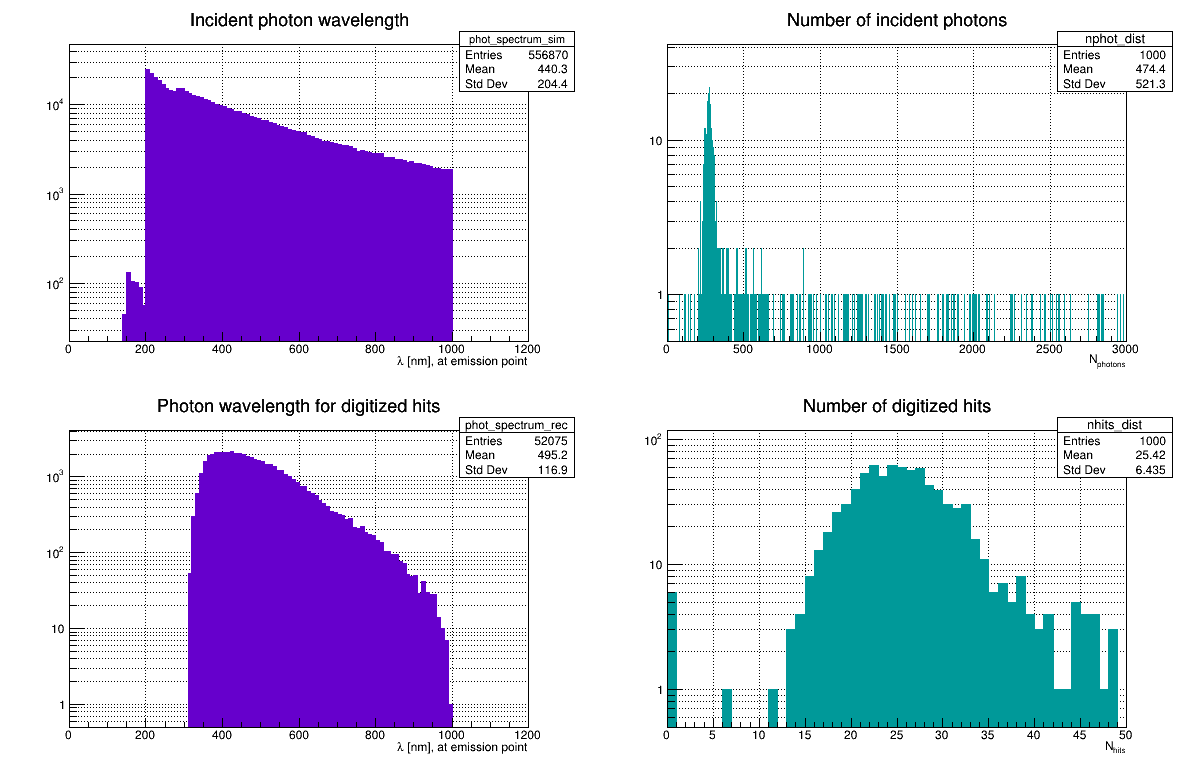 Incident photon wavelength
phot_spectrum_sim
Entries 556870
Mean 440.3
Std Dev 204.4
10^4
10^3
10^2
0 200 400 600 800 1000 1200
λ [nm], at emission point
Number of incident photons
nphot_dist
Entries 1000
Mean 474.4
Std Dev 521.3
10
1
0 500 1000 1500 2000 2500 3000
N_photons
Photon wavelength for digitized hits
phot_spectrum_rec
Entries 52075
Mean 495.2
Std Dev 116.9
10^3
10^2
10
1
0 200 400 600 800 1000 1200
λ [nm], at emission point
Number of digitized hits
nhits_dist
Entries 1000
Mean 25.42
Std Dev 6.435
10^2
10
1
0 5 10 15 20 25 30 35 40 45 50
N_hits